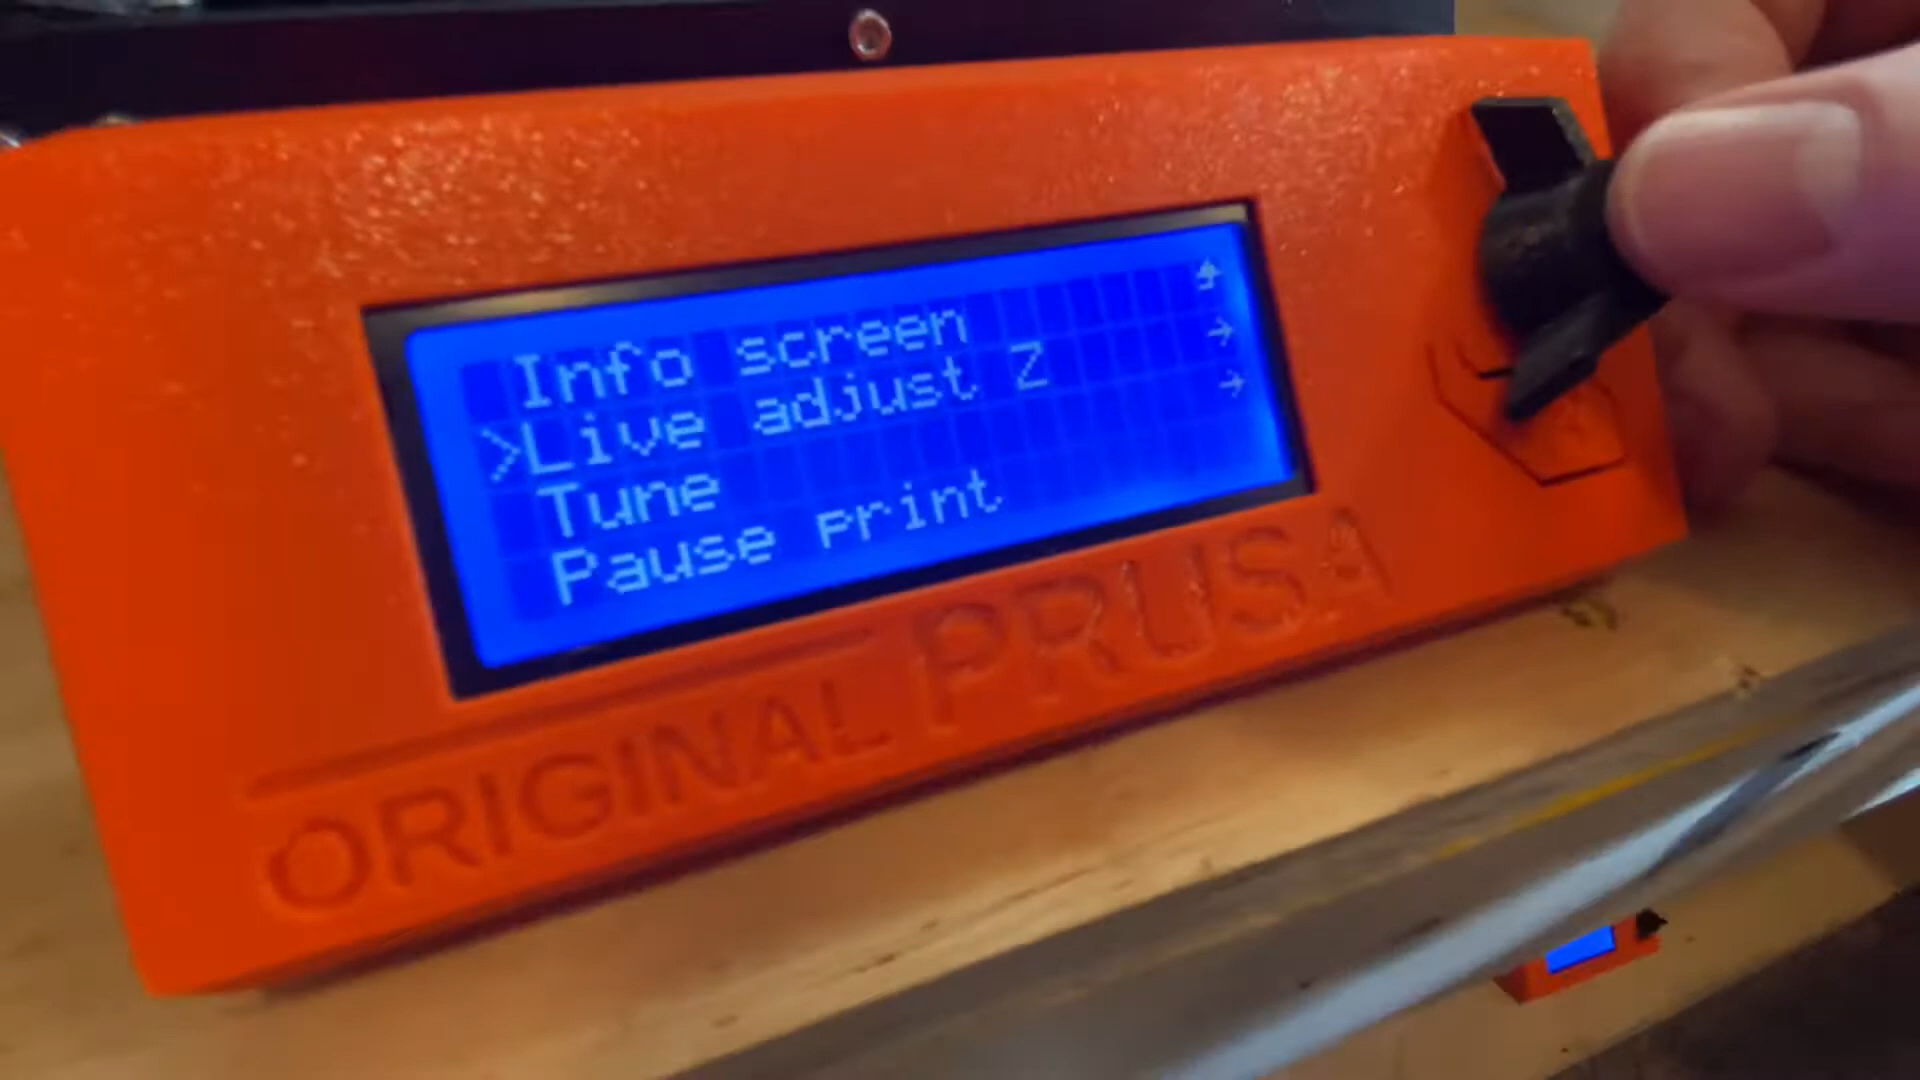 Info screen
>Live adjust Z →
Tune →
Pause print
ORIGINAL PRUSA